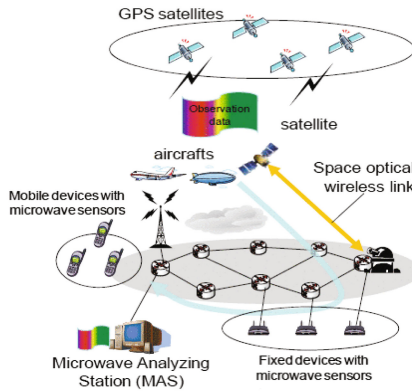 GPS satellites
Observation
data
satellite
aircrafts
Space optical
wireless link
Mobile devices with
microwave sensors
Microwave Analyzing
Station (MAS)
Fixed devices with
microwave sensors